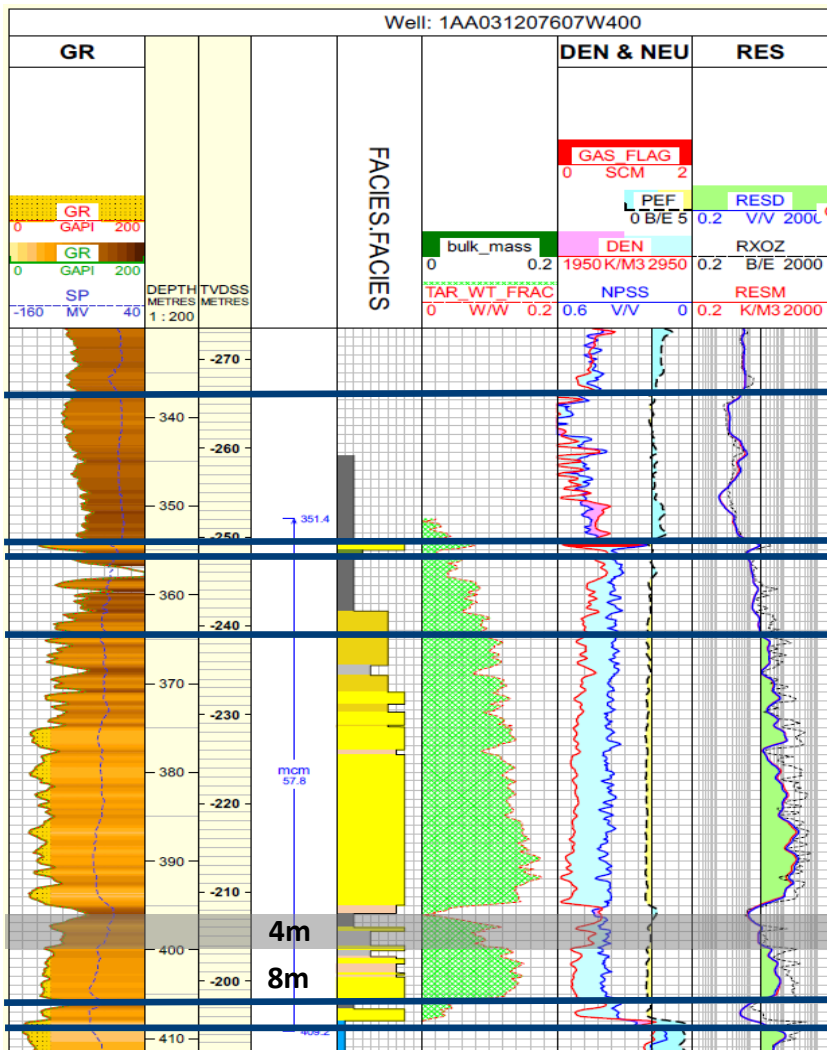 Well: 1AA031207607W400
GR
DEN & NEU
RES
FACIES.FACIES
GAS_FLAG
0 SCM 2
PEF
0 B/E 5
GR
0 GAPI 200
GR
0 GAPI 200
SP
-160 MV 40
DEPTH
METRES
1 : 200
TVDSS
METRES
bulk_mass
0 0.2
TAR_WT_FRAC
0 W/W 0.2
DEN
1950 K/M3 2950
NPSS
0.6 V/V 0
RESD
0.2 V/V 2000
RXOZ
0.2 B/E 2000
RESM
0.2 K/M3 2000
-270
340
-260
350
351.4
-250
360
-240
370
-230
380
mcm
57.8
-220
390
-210
4m
400
8m
-200
409.2
410